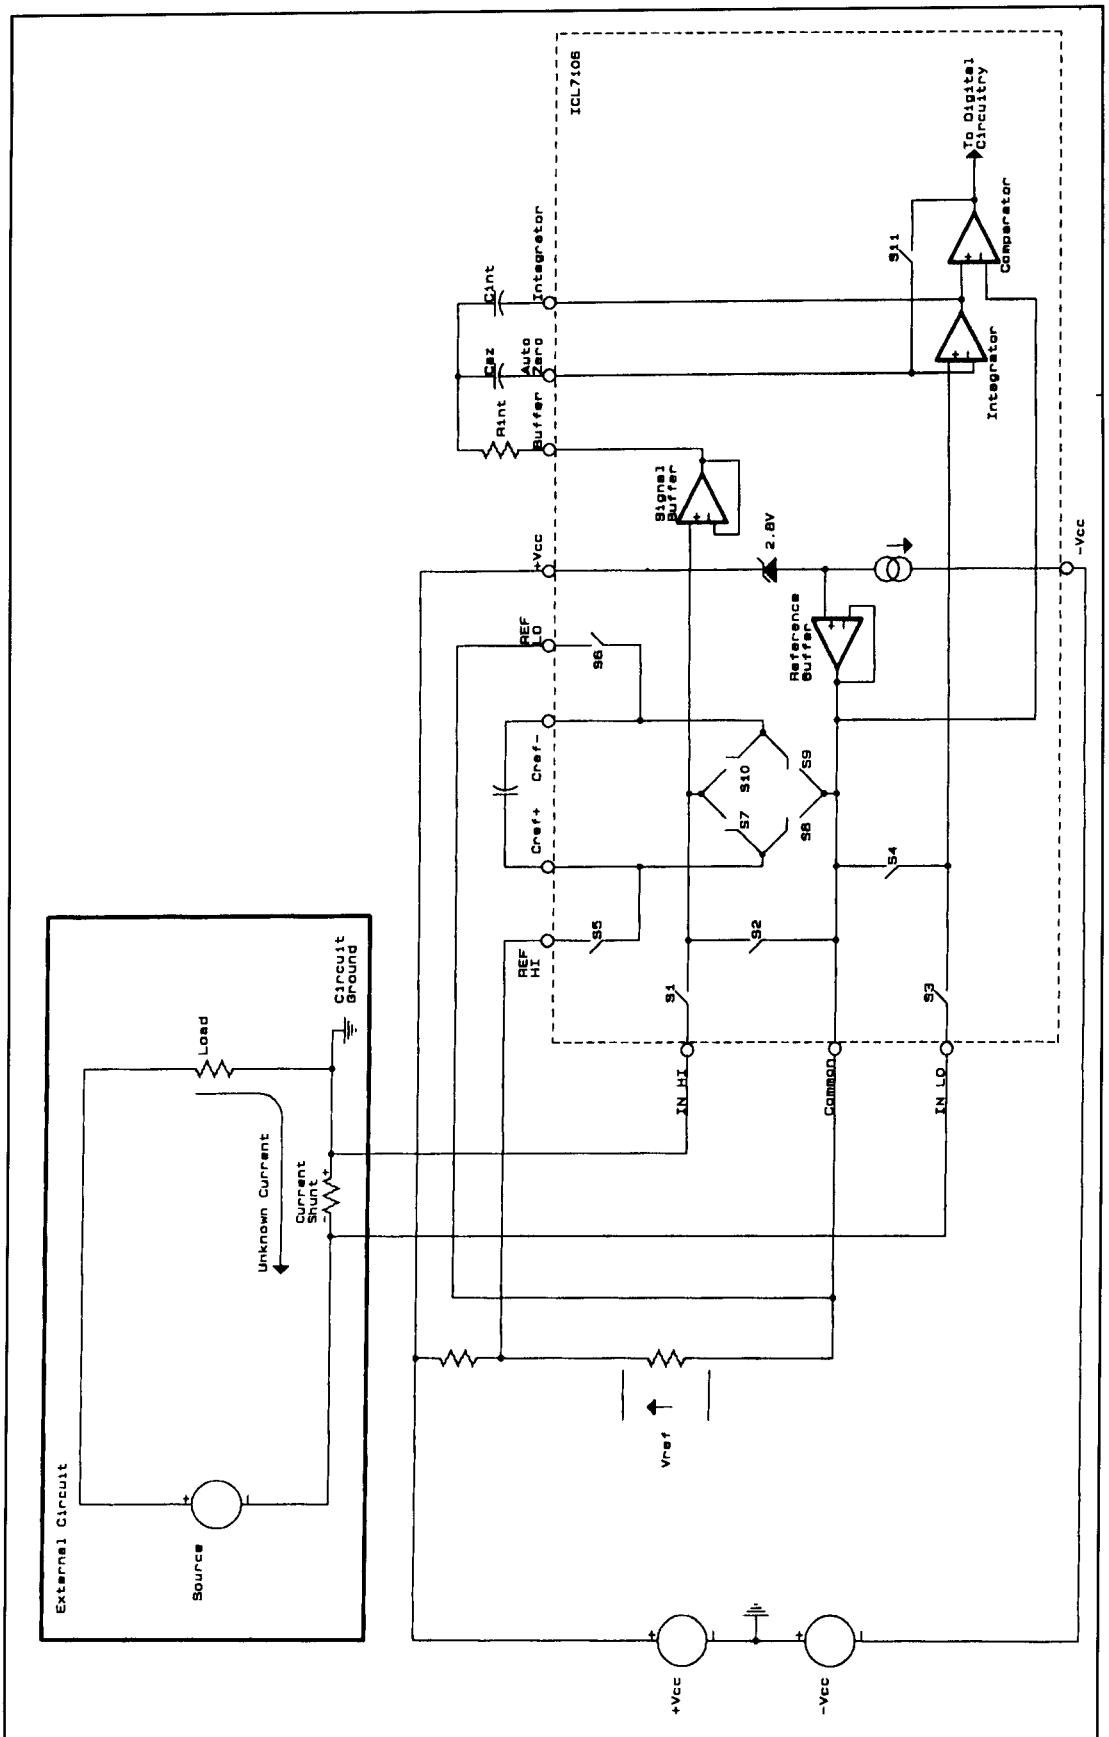 External Circuit
Source
Load
Unknown Current
Current
Shunt
- +
Circuit
Ground
+
-
ICL7106
+Vcc
+
-
-Vcc
+
-
Vref
REF
HI
Cref+
Cref-
REF
LO
+Vcc
Buffer
Auto
Zero
Integrator
Rint
Caz
Cint
IN HI
Common
IN LO
S1
S2
S3
S4
S5
S6
S7
S10
S8
S9
Reference
Buffer
+
-
2.8V
Signal
Buffer
+
-
-Vcc
S11
Integrator
+
-
Comparator
+
-
To Digital
Circuitry